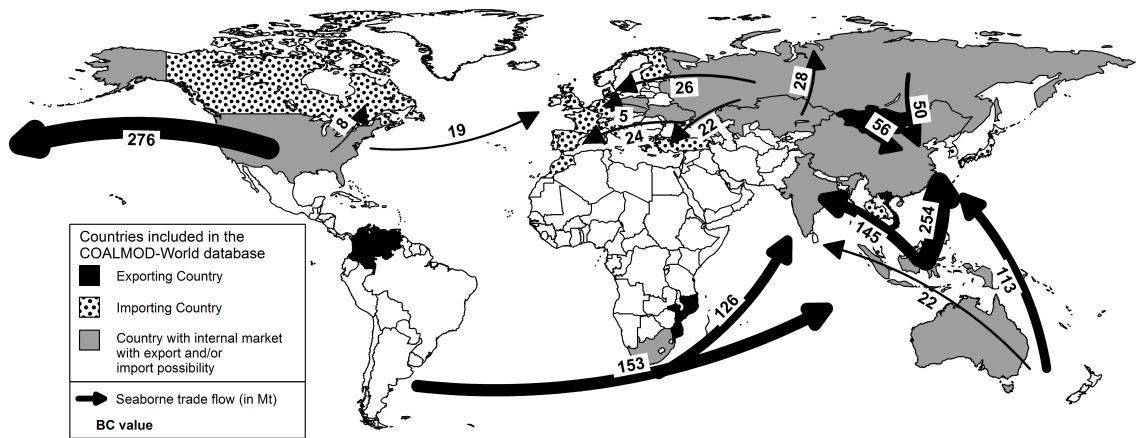 276
8
19
26
5
24
22
28
50
56
254
145
113
22
126
153
Countries included in the
COALMOD-World database
Exporting Country
Importing Country
Country with internal market
with export and/or
import possibility
Seaborne trade flow (in Mt)
BC value